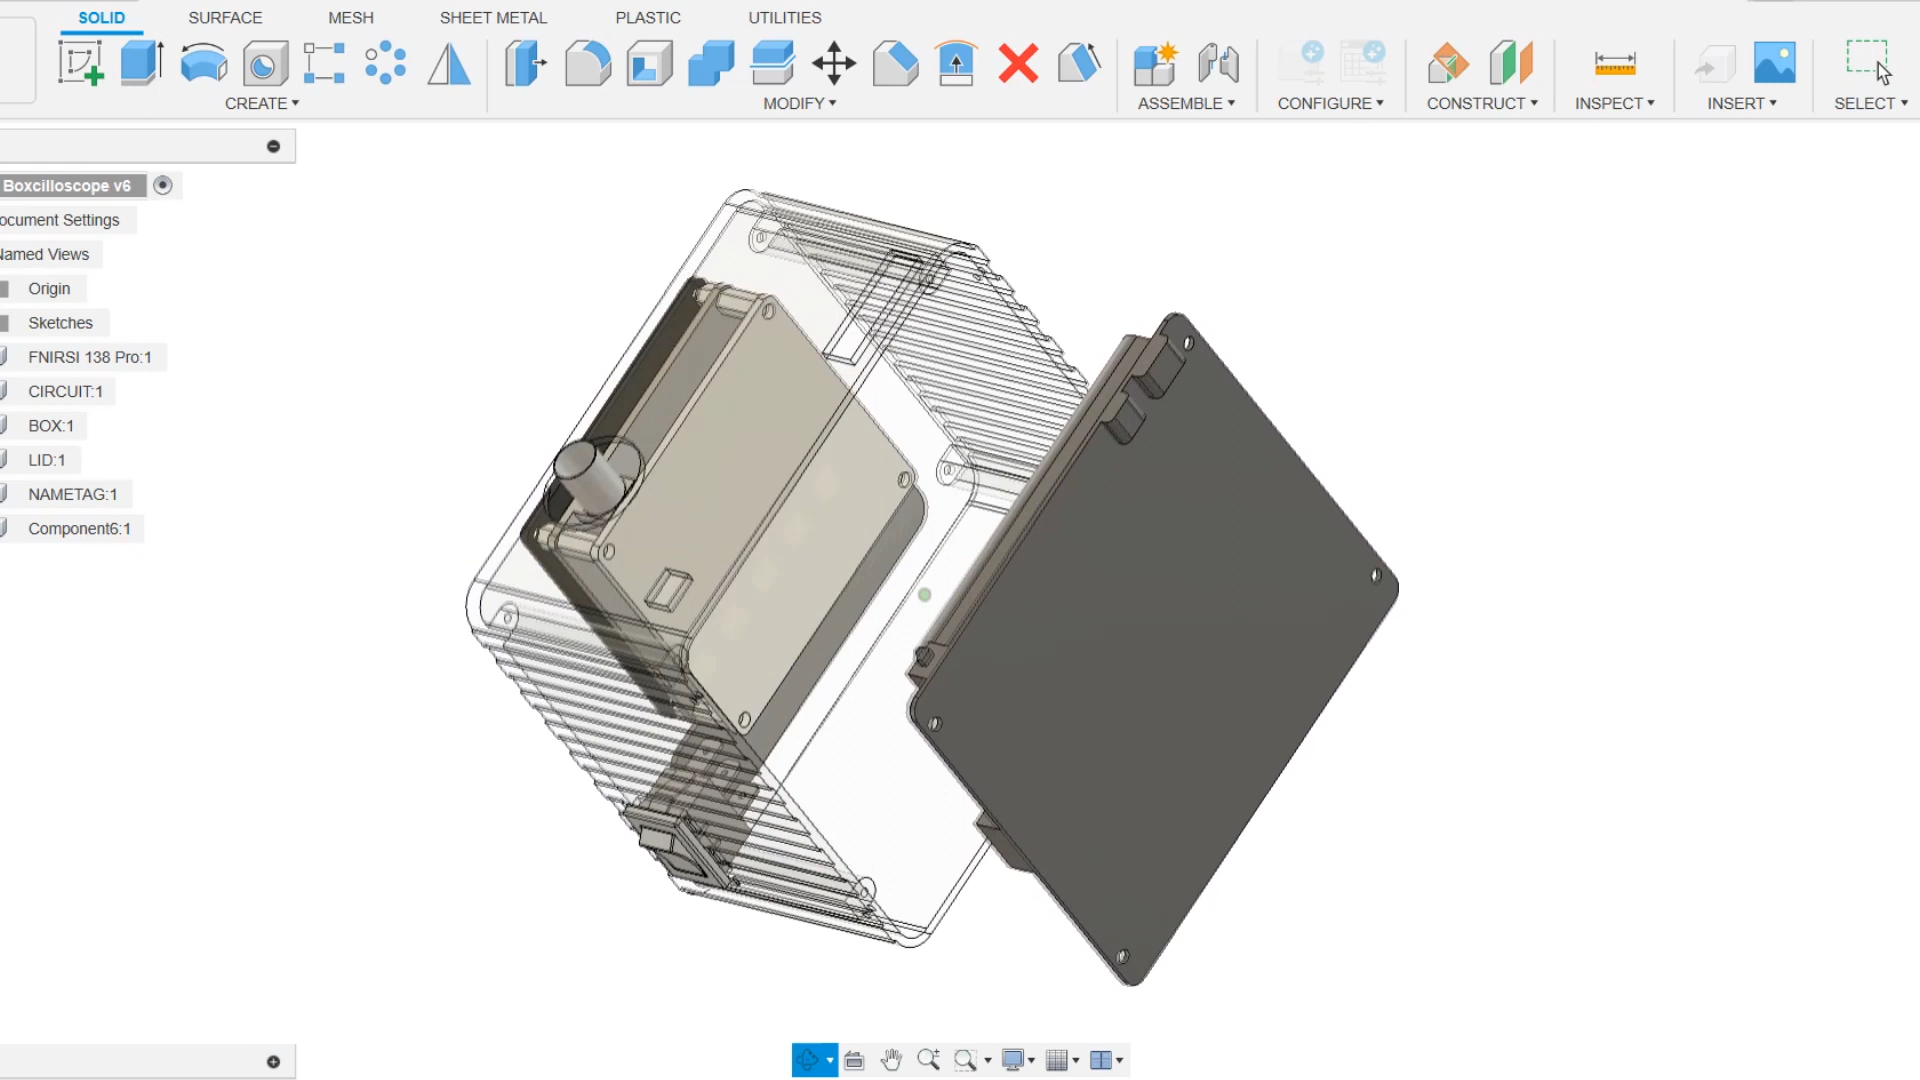 SOLID SURFACE MESH SHEET METAL PLASTIC UTILITIES
CREATE MODIFY ASSEMBLE CONFIGURE CONSTRUCT INSPECT INSERT SELECT
Boxcilloscope v6
ocument Settings
Named Views
Origin
Sketches
FNIRSI 138 Pro:1
CIRCUIT:1
BOX:1
LID:1
NAMETAG:1
Component6:1